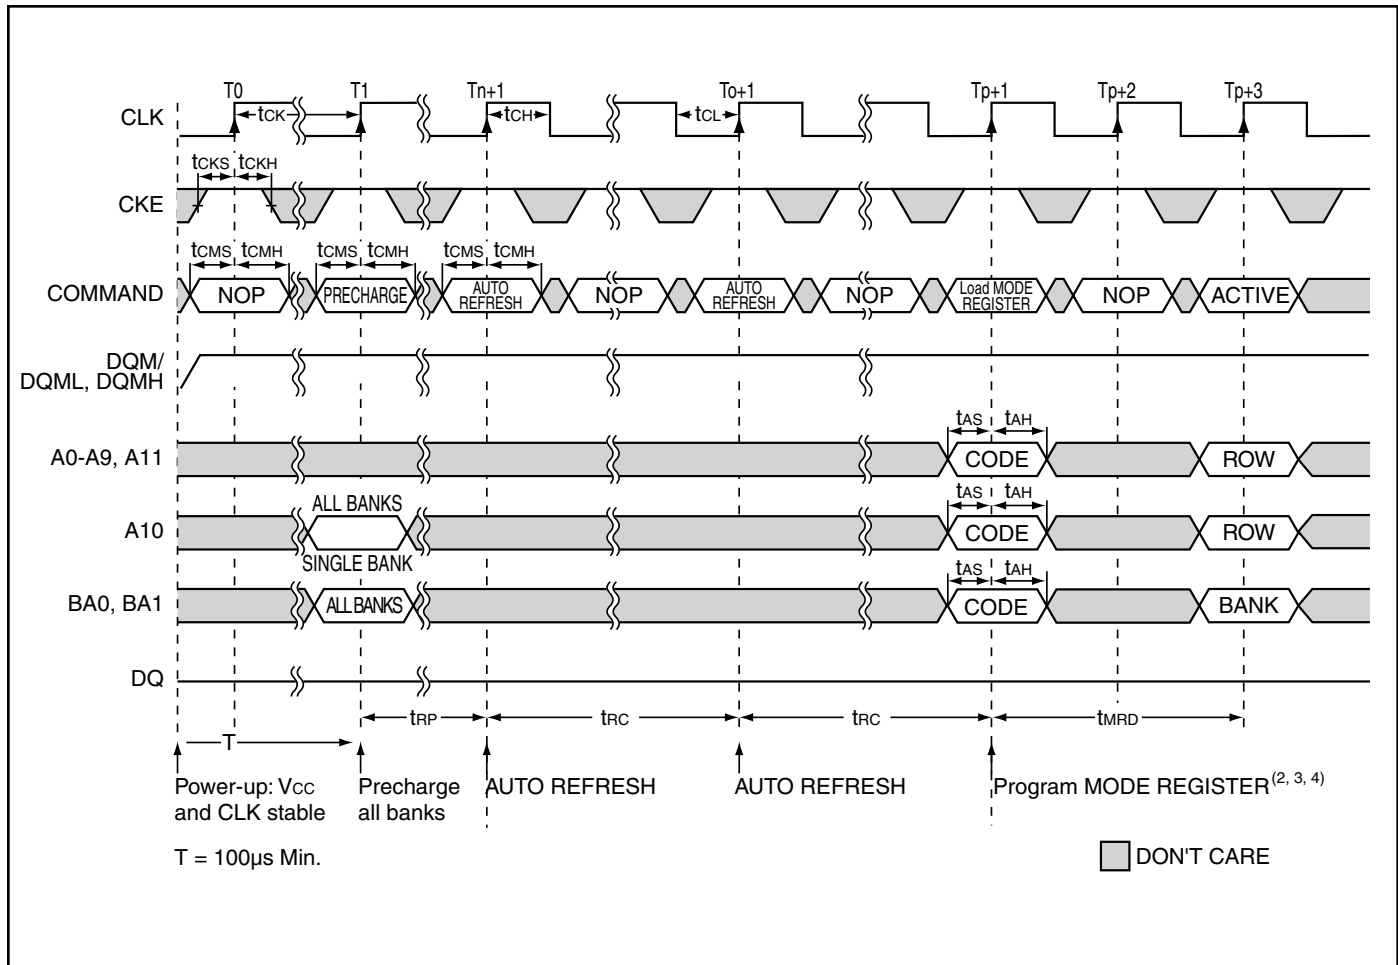 T0 T1 Tn+1 To+1 Tp+1 Tp+2 Tp+3
CLK tCK tCH tCL
tCKS tCKH
CKE
tCMS tCMH tCMS tCMH tCMS tCMH
COMMAND NOP PRECHARGE AUTO REFRESH NOP AUTO REFRESH NOP Load MODE REGISTER NOP ACTIVE
DQM/
DQML, DQMH
tAS tAH
A0-A9, A11 CODE ROW
ALL BANKS tAS tAH
A10 CODE ROW
SINGLE BANK tAS tAH
BA0, BA1 ALL BANKS CODE BANK
DQ
tRP tRC tRC tMRD
T
Power-up: VCC Precharge AUTO REFRESH AUTO REFRESH Program MODE REGISTER(2, 3, 4)
and CLK stable all banks
T = 100µs Min. DON'T CARE